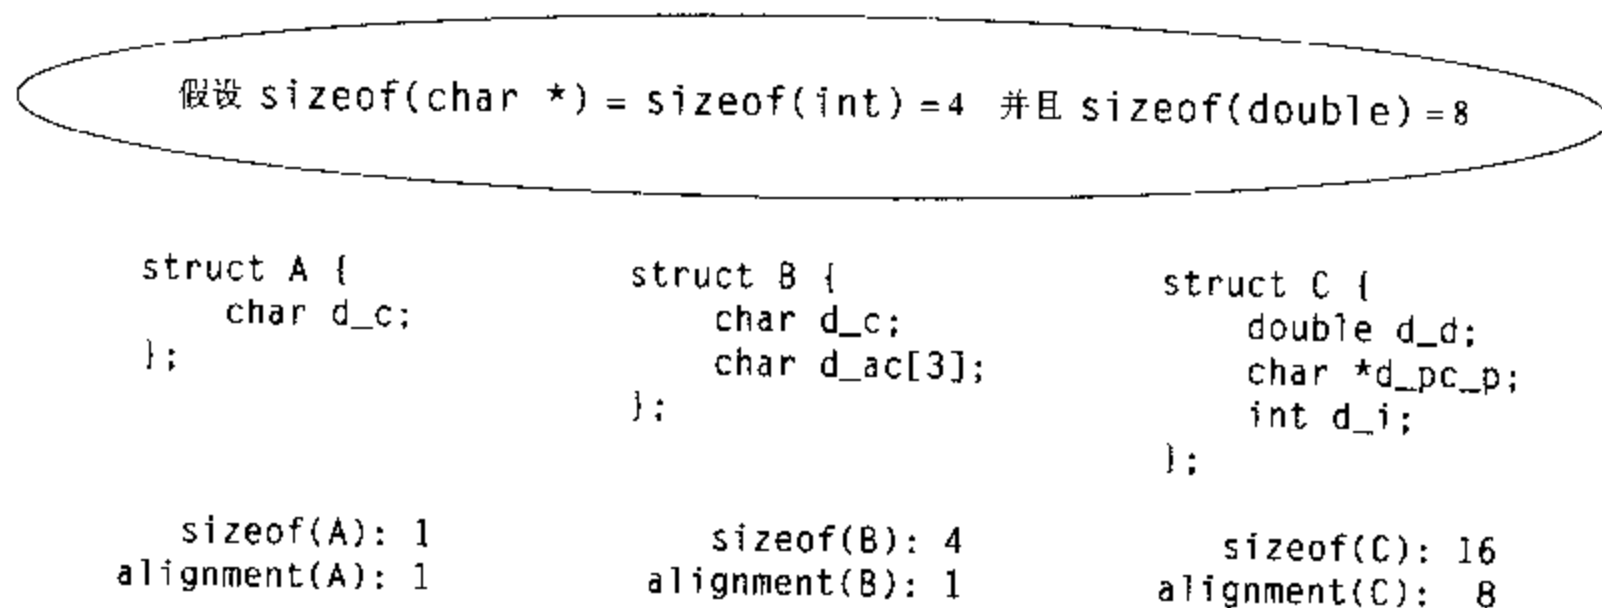 假设 sizeof(char *) = sizeof(int) = 4 并且 sizeof(double) = 8
struct A {
char d_c;
};
sizeof(A): 1
alignment(A): 1
struct B {
char d_c;
char d_ac[3];
};
sizeof(B): 4
alignment(B): 1
struct C {
double d_d;
char *d_pc_p;
int d_i;
};
sizeof(C): 16
alignment(C): 8